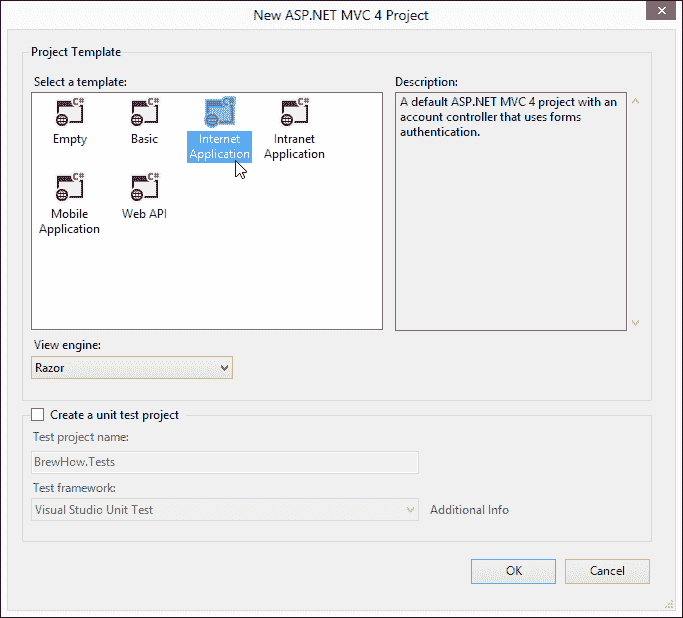 New ASP.NET MVC 4 Project
Project Template
Select a template:
Description:
C# C# C# C#
Empty Basic Internet Intranet
Application Application
C# C#
Mobile Web API
Application
A default ASP.NET MVC 4 project with an
account controller that uses forms
authentication.
View engine:
Razor
Create a unit test project
Test project name:
BrewHow.Tests
Test framework:
Visual Studio Unit Test
Additional Info
OK
Cancel